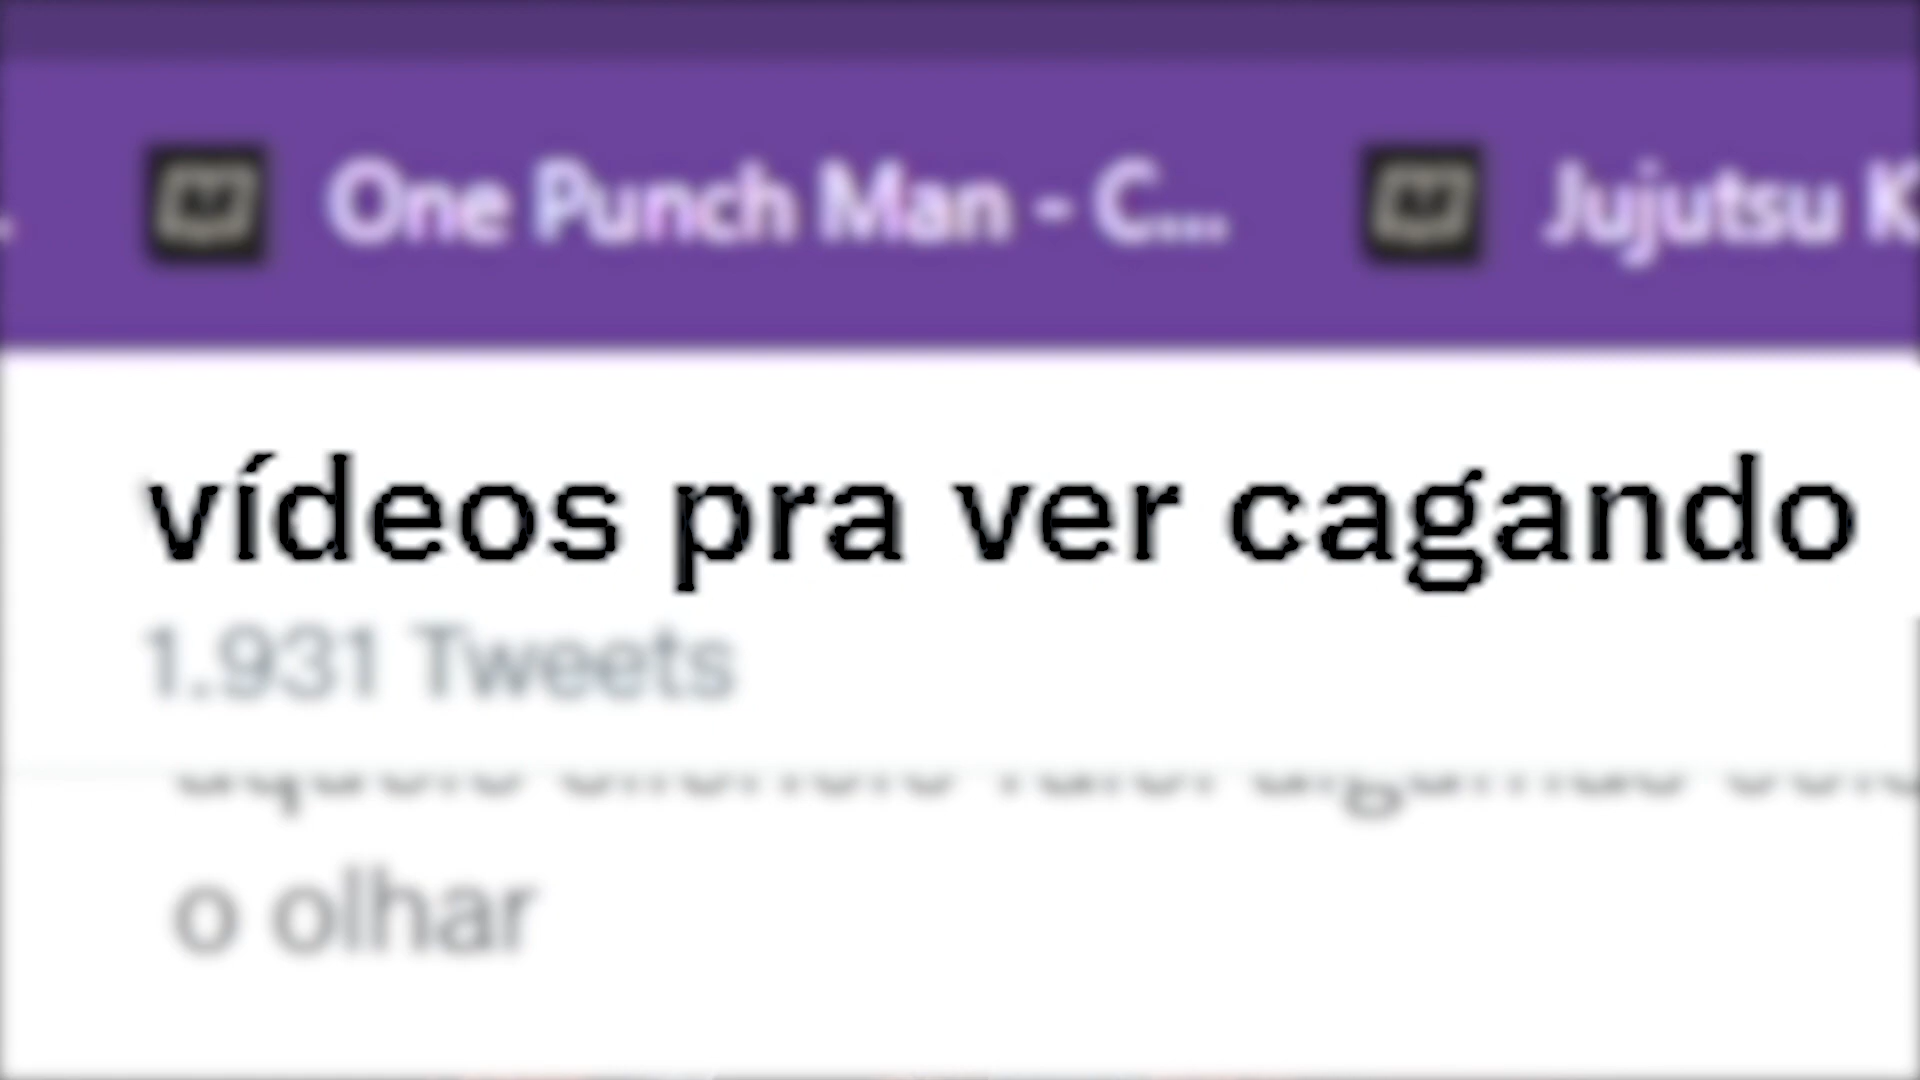 One Punch Man - C... Jujutsu K
vídeos pra ver cagando
1.931 Tweets
o olhar